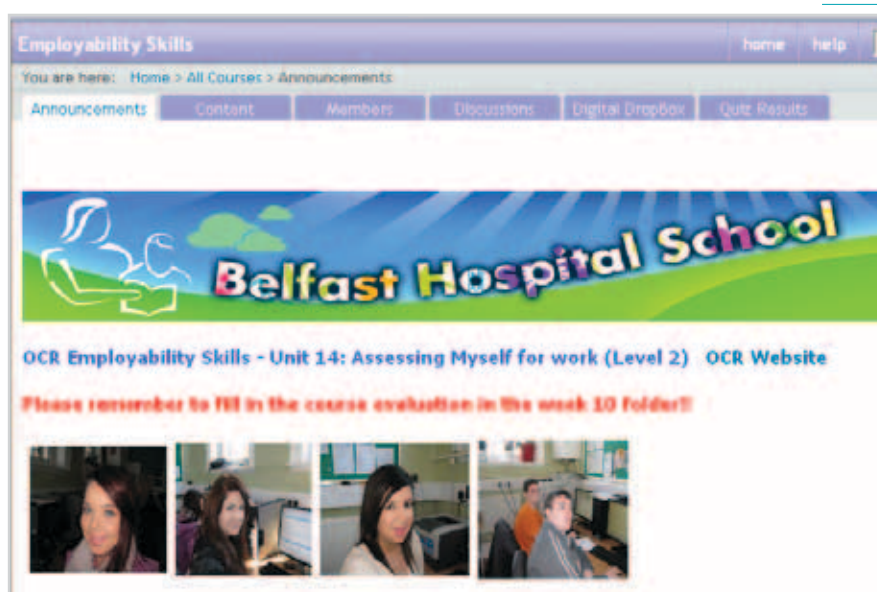 Employability Skills home help
You are here: Home > All Courses > Announcements
Announcements Content Members Discussions Digital DropBox Quiz Results
Belfast Hospital School
OCR Employability Skills - Unit 14: Assessing Myself for work (Level 2) OCR Website
Please remember to fill in the course evaluation in the week 10 folder!!